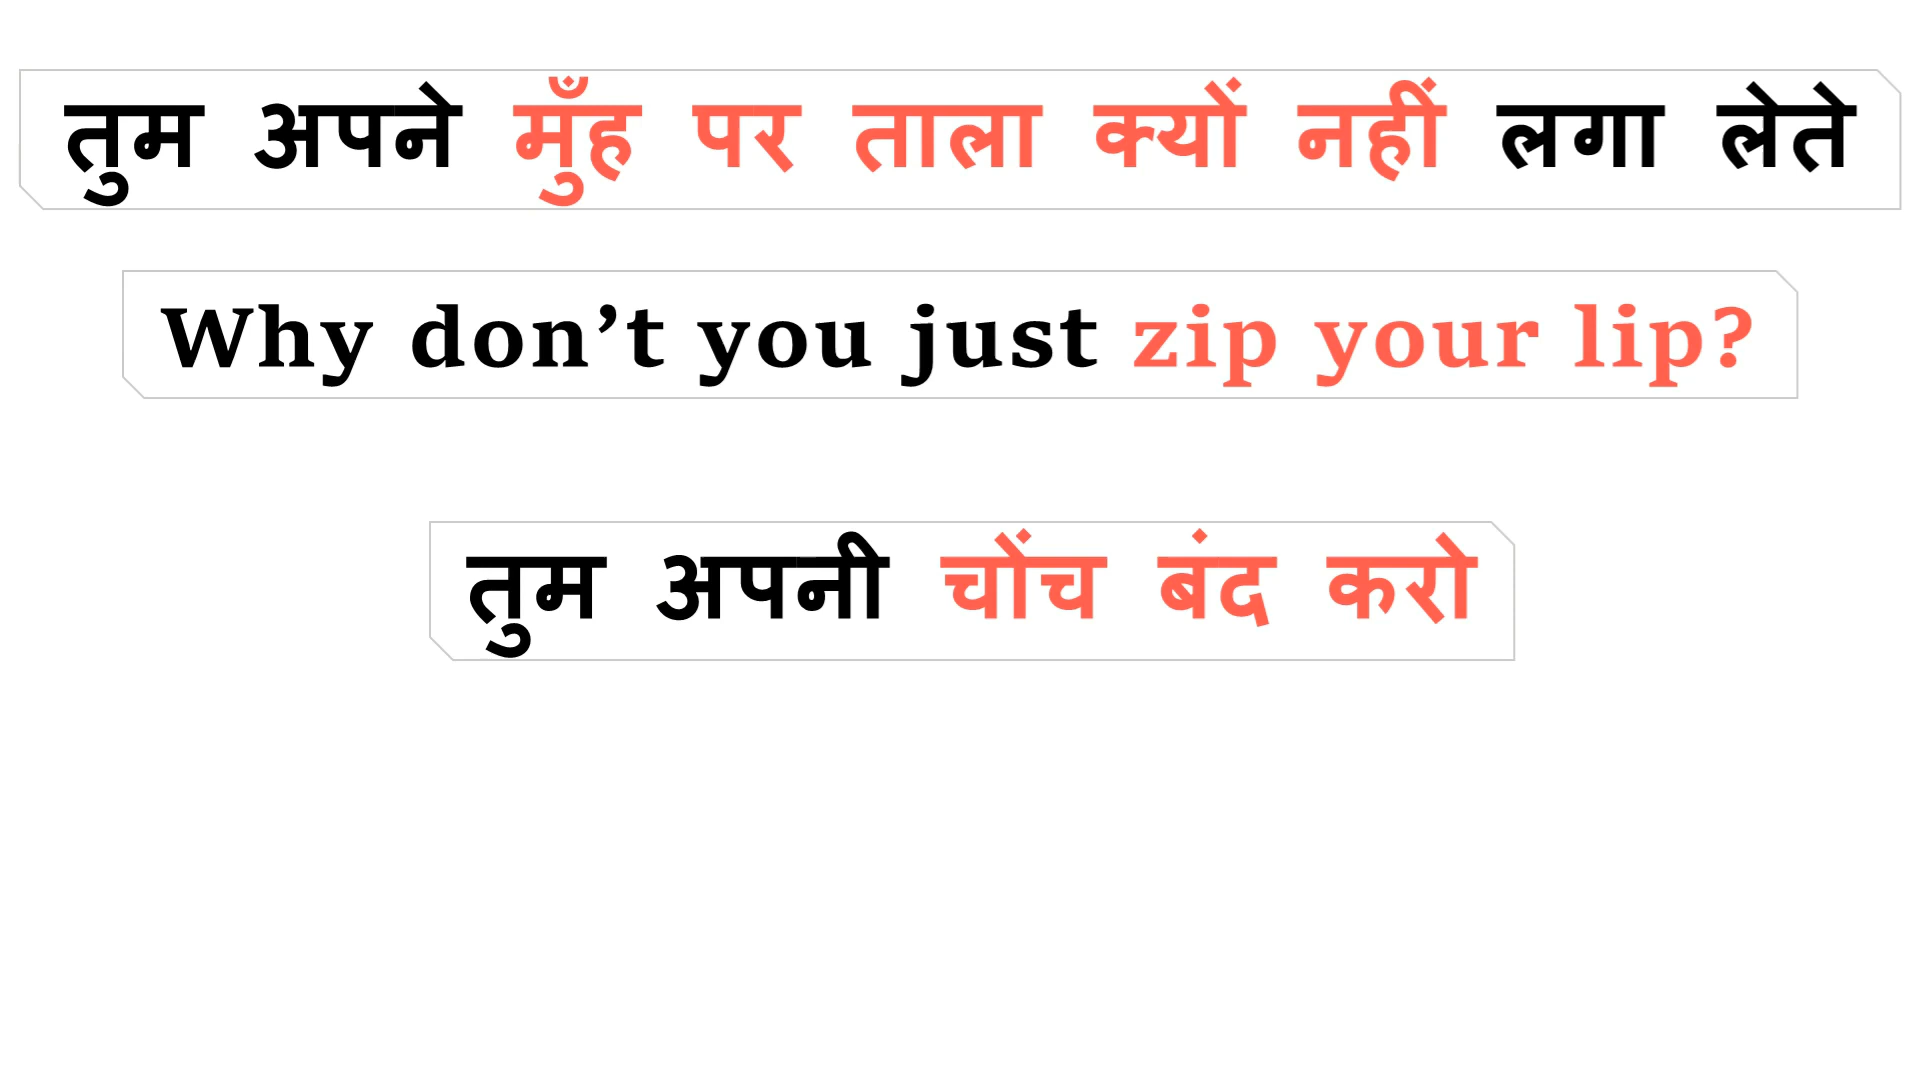 तुम अपने मुँह पर ताला क्यों नहीं लगा लेते
Why don’t you just zip your lip?
तुम अपनी चोंच बंद करो